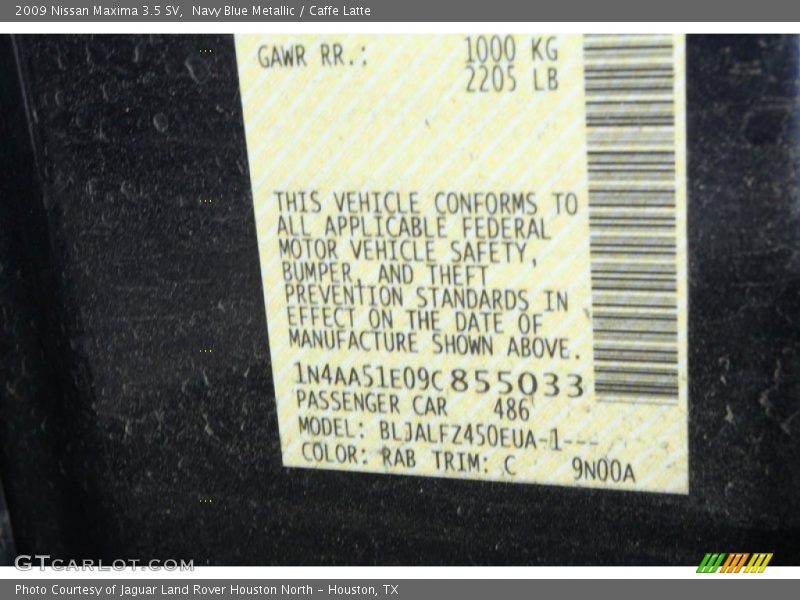 2009 Nissan Maxima 3.5 SV,  Navy Blue Metallic / Caffe Latte
GAWR RR.: 1000 KG
2205 LB
THIS VEHICLE CONFORMS TO
ALL APPLICABLE FEDERAL
MOTOR VEHICLE SAFETY,
BUMPER, AND THEFT
PREVENTION STANDARDS IN
EFFECT ON THE DATE OF
MANUFACTURE SHOWN ABOVE.
1N4AA51E09C855033
PASSENGER CAR 486
MODEL: BLJALFZ450EUA-1---
COLOR: RAB TRIM: C 9N00A
GTcarlot.com
Photo Courtesy of Jaguar Land Rover Houston North - Houston, TX